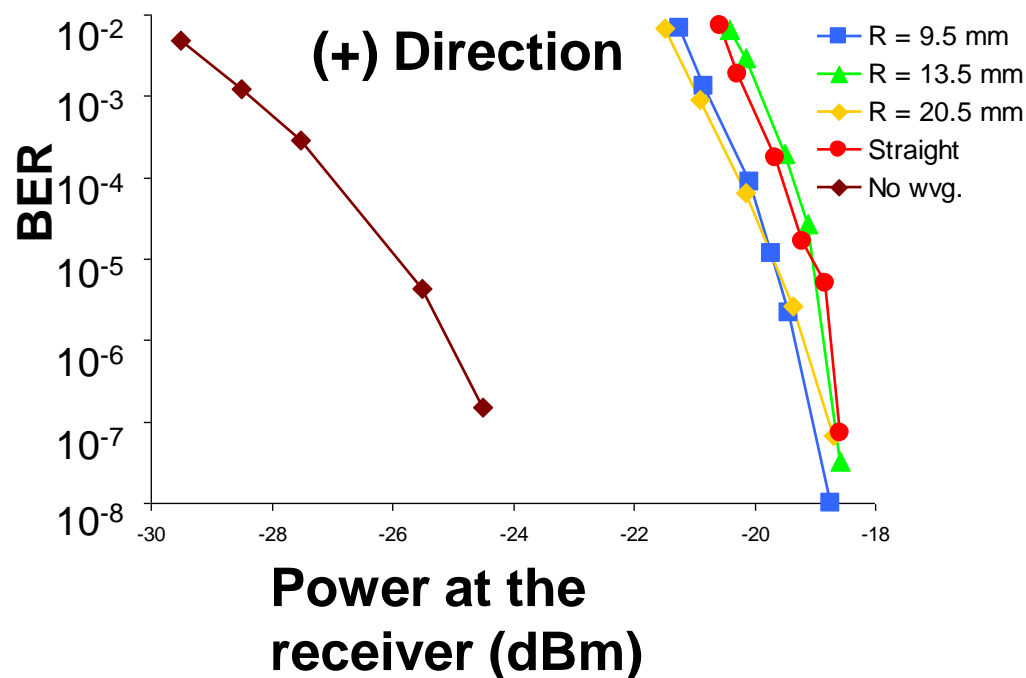 (+) Direction
BER
10-2
10-3
10-4
10-5
10-6
10-7
10-8
-30
-28
-26
-24
-22
-20
-18
Power at the
receiver (dBm)
R = 9.5 mm
R = 13.5 mm
R = 20.5 mm
Straight
No wvg.